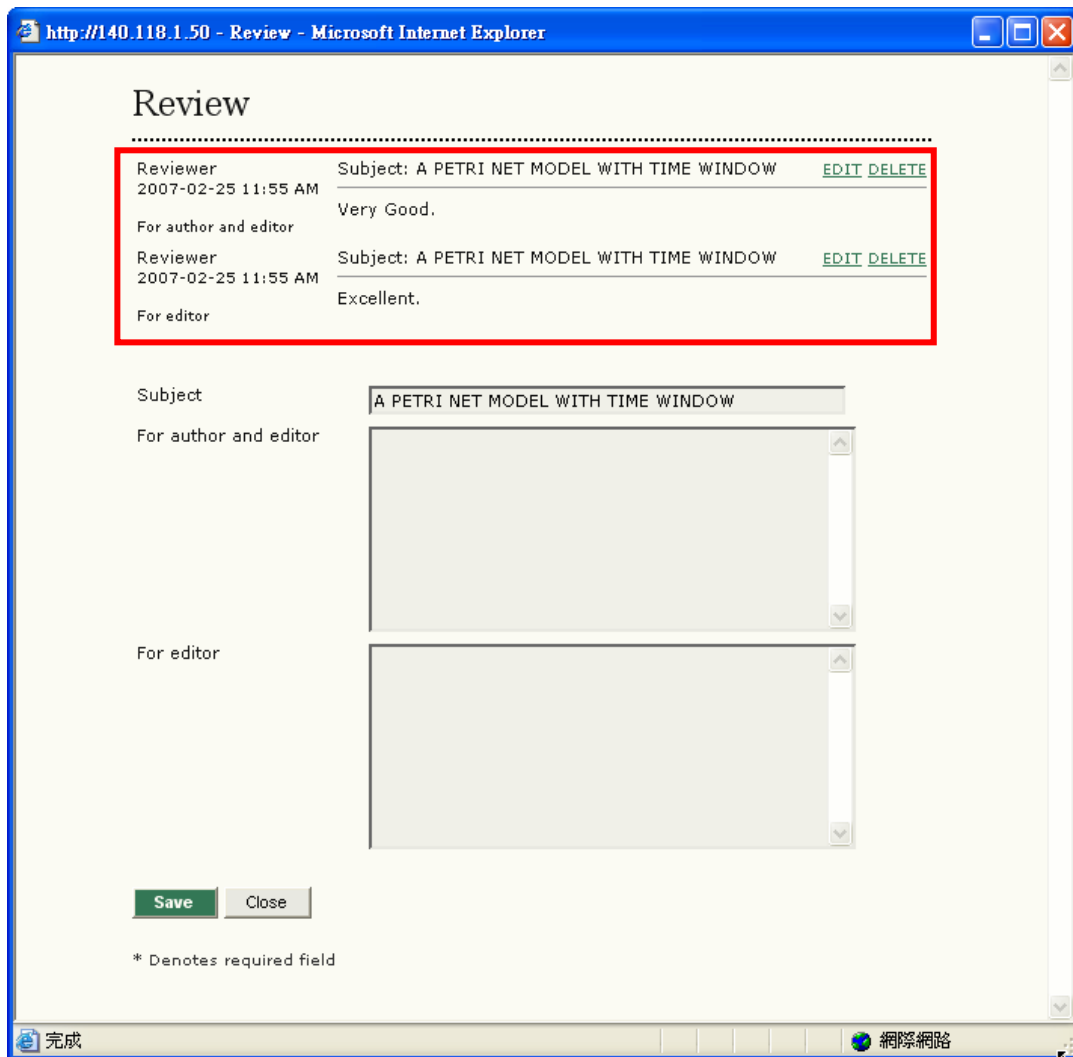 http://140.118.1.50 - Review - Microsoft Internet Explorer
Review
Reviewer
2007-02-25 11:55 AM
For author and editor
Subject: A PETRI NET MODEL WITH TIME WINDOW
EDIT DELETE
Very Good.
Reviewer
2007-02-25 11:55 AM
For editor
Subject: A PETRI NET MODEL WITH TIME WINDOW
EDIT DELETE
Excellent.
Subject
A PETRI NET MODEL WITH TIME WINDOW
For author and editor
For editor
Save
Close
* Denotes required field
完成
網際網路